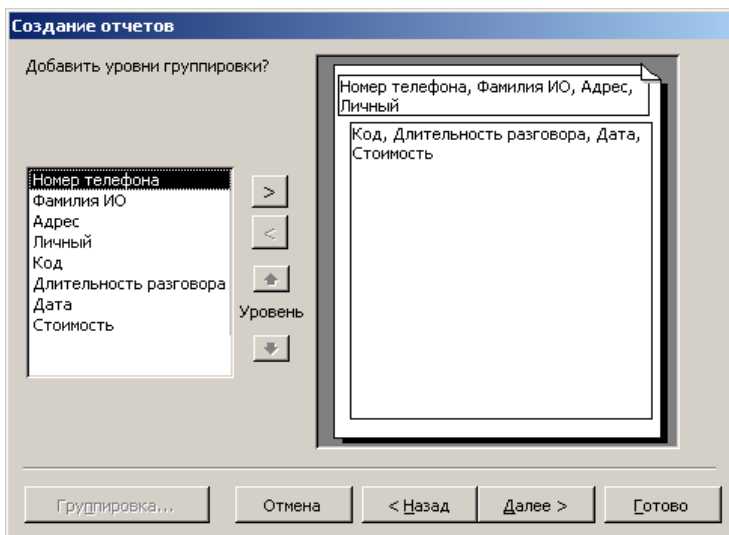 Создание отчетов
Добавить уровни группировки?
Номер телефона
Фамилия ИО
Адрес
Личный
Код
Длительность разговора
Дата
Стоимость
>
<
Уровень
Номер телефона, Фамилия ИО, Адрес,
Личный
Код, Длительность разговора, Дата,
Стоимость
Группировка...
Отмена
< Назад
Далее >
Готово